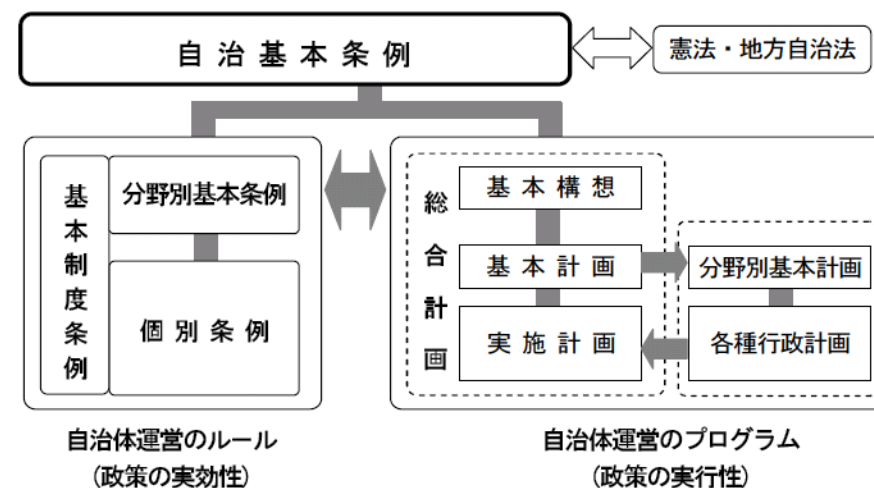 自治基本条例
憲法・地方自治法
基本制度条例
分野別基本条例
個別条例
総合計画
基本構想
基本計画
実施計画
分野別基本計画
各種行政計画
自治体運営のルール
(政策の実効性)
自治体運営のプログラム
(政策の実行性)